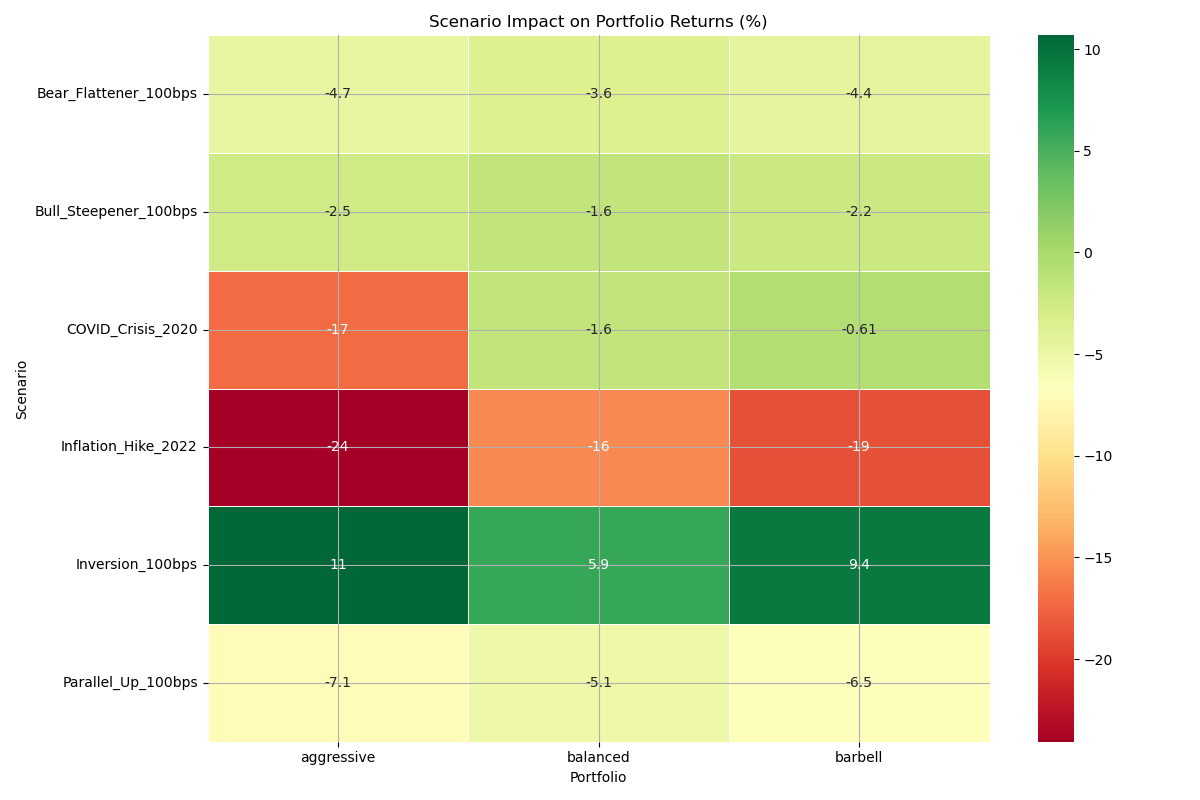 Scenario Impact on Portfolio Returns (%)
Scenario
Bear_Flattener_100bps -4.7 -3.6 -4.4
Bull_Steepener_100bps -2.5 -1.6 -2.2
COVID_Crisis_2020 -17 -1.6 -0.61
Inflation_Hike_2022 -24 -16 -19
Inversion_100bps 11 5.9 9.4
Parallel_Up_100bps -7.1 -5.1 -6.5
aggressive balanced barbell
Portfolio
10
5
0
−5
−10
−15
−20